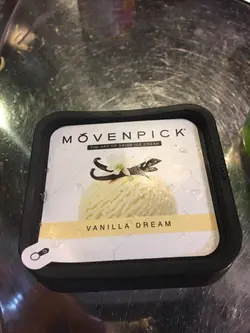 MÖVENPICK
THE ART OF SWISS ICE CREAM
VANILLA DREAM